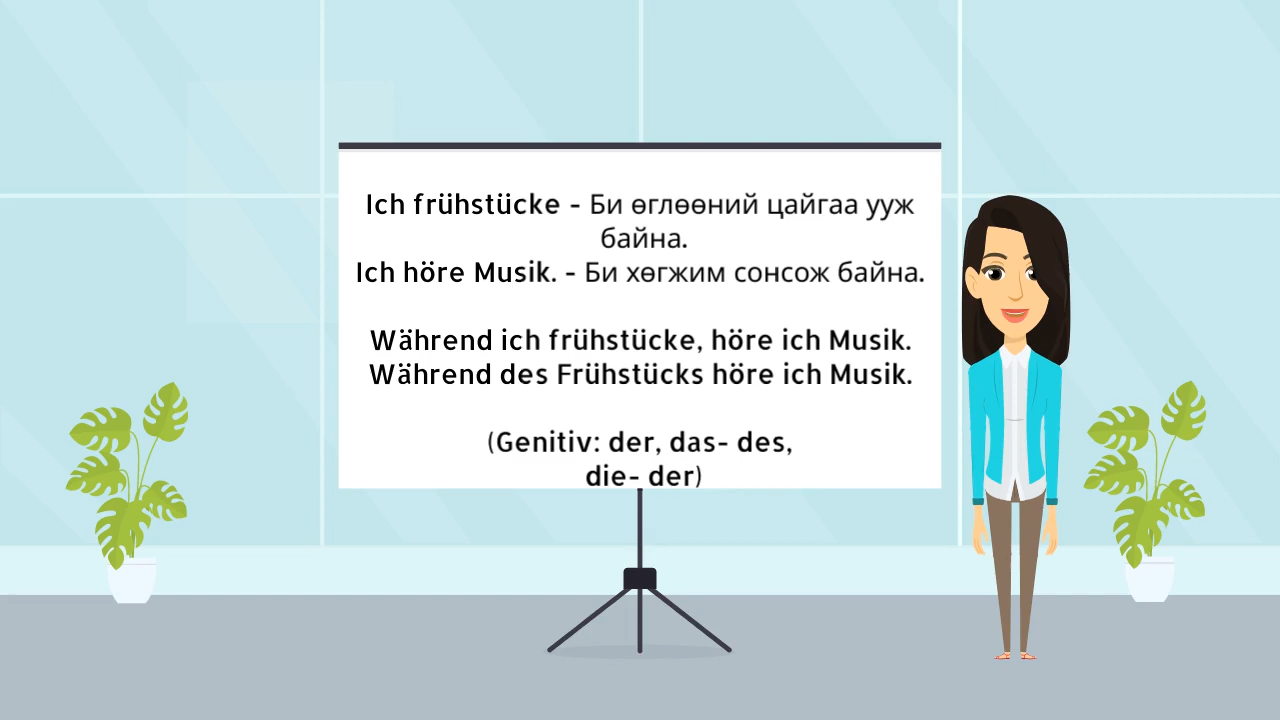 Ich frühstücke - Би өглөөний цайгаа ууж
байна.
Ich höre Musik. - Би хөгжим сонсож байна.
Während ich frühstücke, höre ich Musik.
Während des Frühstücks höre ich Musik.
(Genitiv: der, das- des,
die- der)